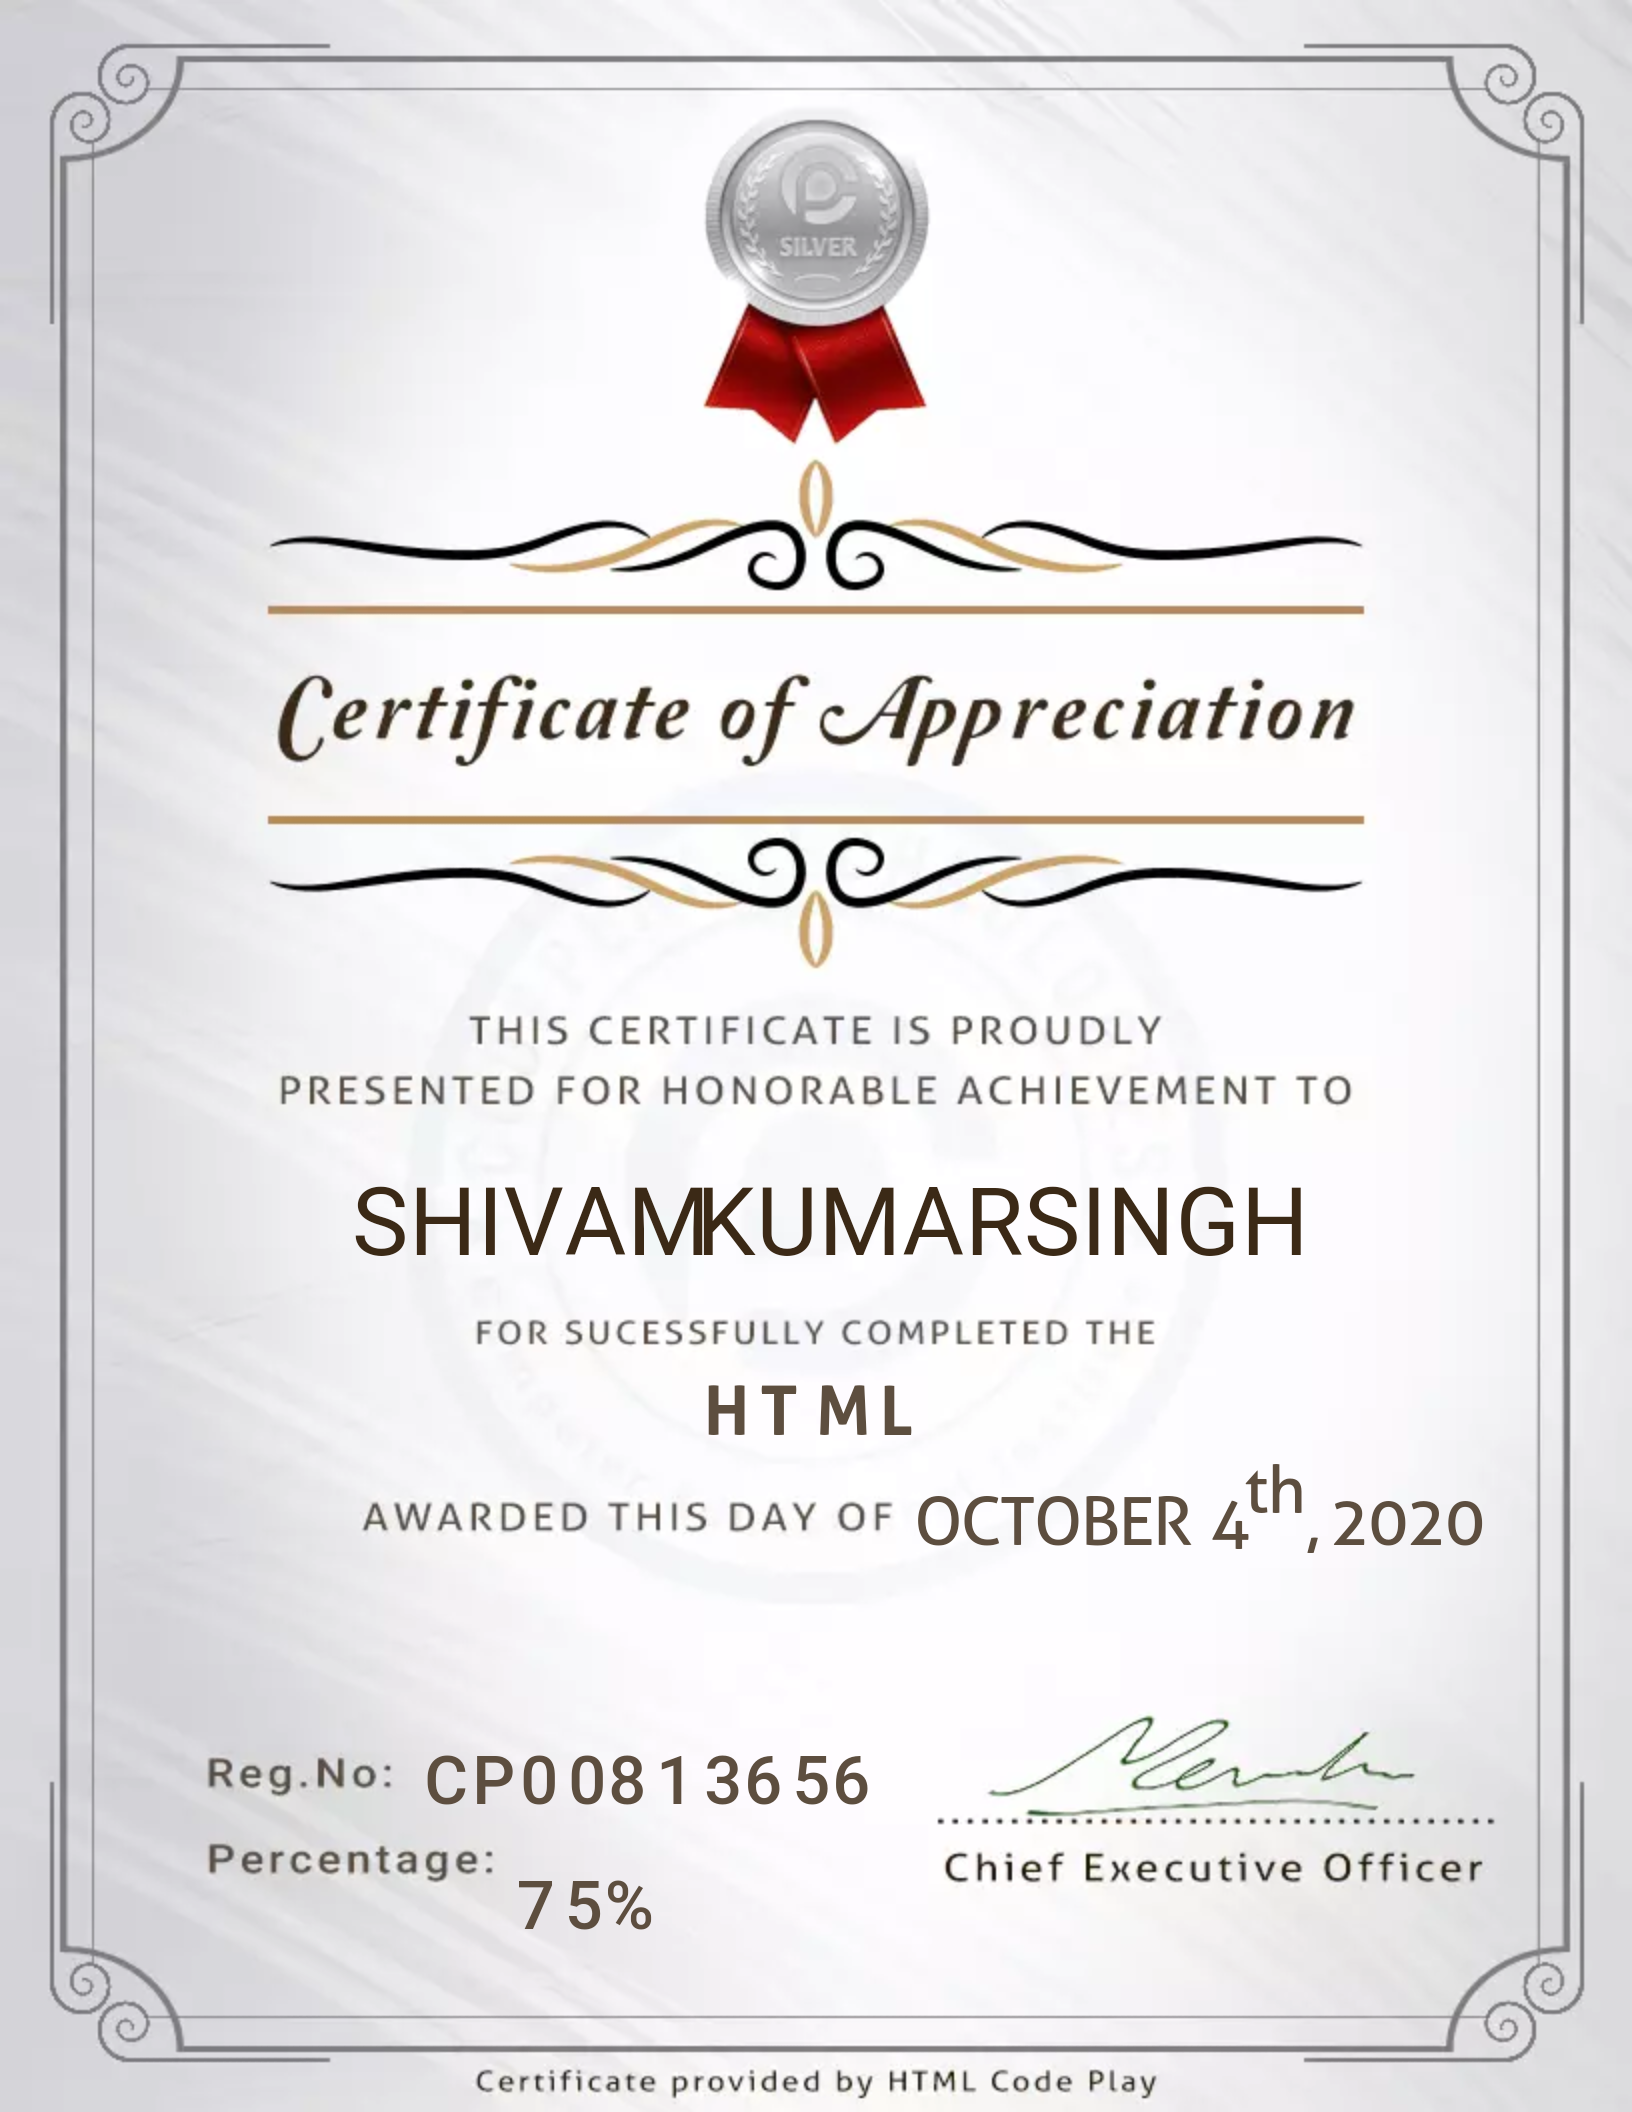 SILVER
Certificate of Appreciation
THIS CERTIFICATE IS PROUDLY
PRESENTED FOR HONORABLE ACHIEVEMENT TO
SHIVAMKUMARSINGH
FOR SUCESSFULLY COMPLETED THE
HTML
AWARDED THIS DAY OF OCTOBER 4th, 2020
Reg.No: CP00813656
Percentage: 75%
Chief Executive Officer
Certificate provided by HTML Code Play